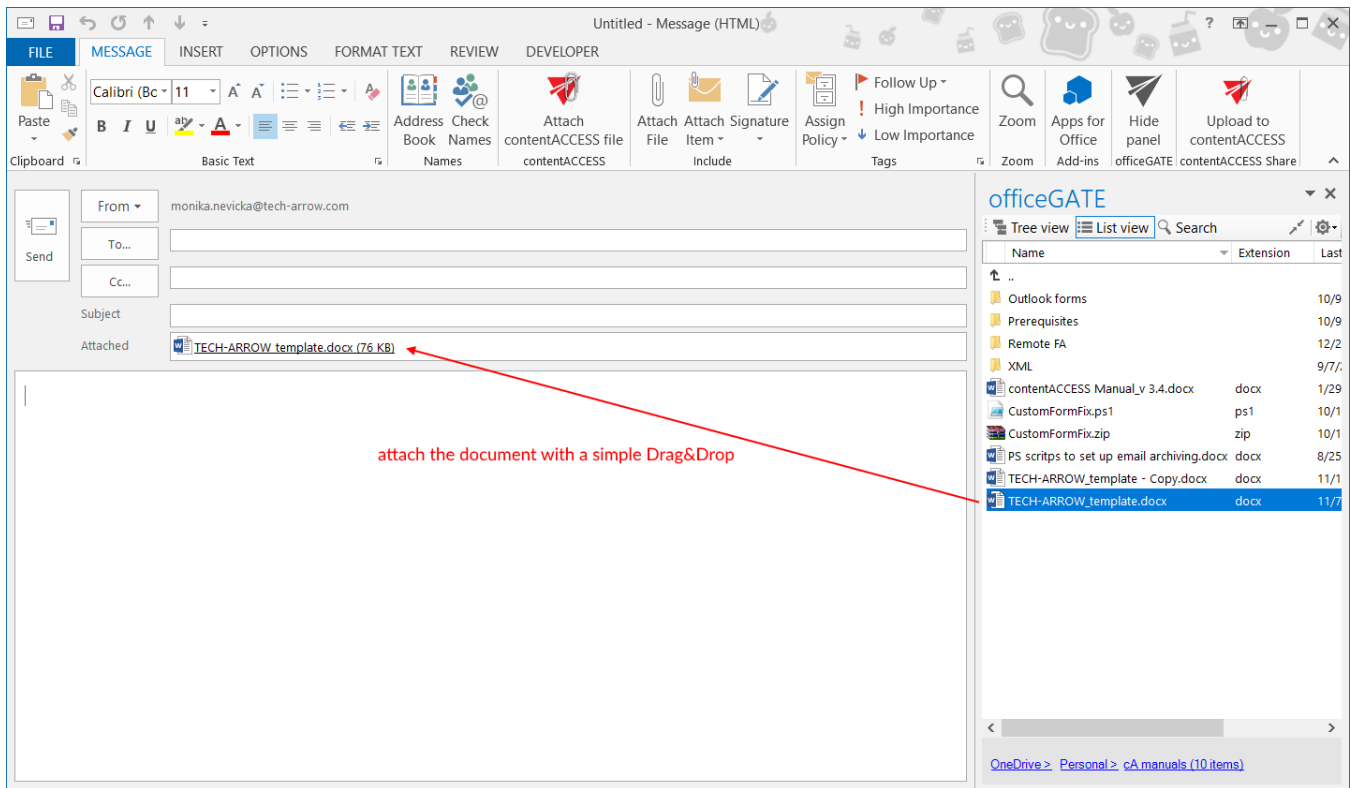 Untitled - Message (HTML)
?
FILE MESSAGE INSERT OPTIONS FORMAT TEXT REVIEW DEVELOPER
Paste
Clipboard
Calibri (Bc 11 A A
B I U aby A
Basic Text
Address Book
Check Names
Names
Attach contentACCESS file
contentACCESS
Attach File
Attach Item
Signature
Include
Assign Policy
Follow Up
High Importance
Low Importance
Tags
Zoom
Zoom
Apps for Office
Add-ins
Hide panel
officeGATE
Upload to contentACCESS
contentACCESS Share
Send
From monika.nevicka@tech-arrow.com
To...
Cc...
Subject
Attached TECH-ARROW_template.docx (76 KB)
attach the document with a simple Drag&Drop
officeGATE
Tree view List view Search
Name Extension Last
..
Outlook forms 10/9
Prerequisites 10/9
Remote FA 12/2
XML 9/7/
contentACCESS Manual_v 3.4.docx docx 1/29
CustomFormFix.ps1 ps1 10/1
CustomFormFix.zip zip 10/1
PS scritps to set up email archiving.docx docx 8/25
TECH-ARROW_template - Copy.docx docx 11/1
TECH-ARROW_template.docx docx 11/7
OneDrive > Personal > cA manuals (10 items)